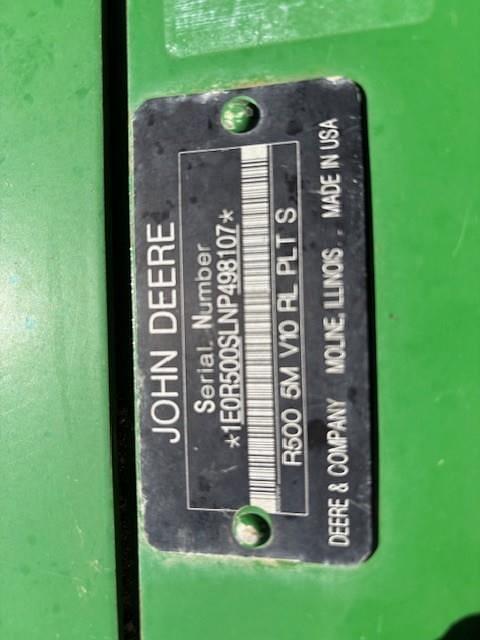 JOHN DEERE
Serial. Number
*1E0R500SLNP498107*
R500 5M V10 RL PLT S
DEERE & COMPANY MOLINE, ILLINOIS . MADE IN USA